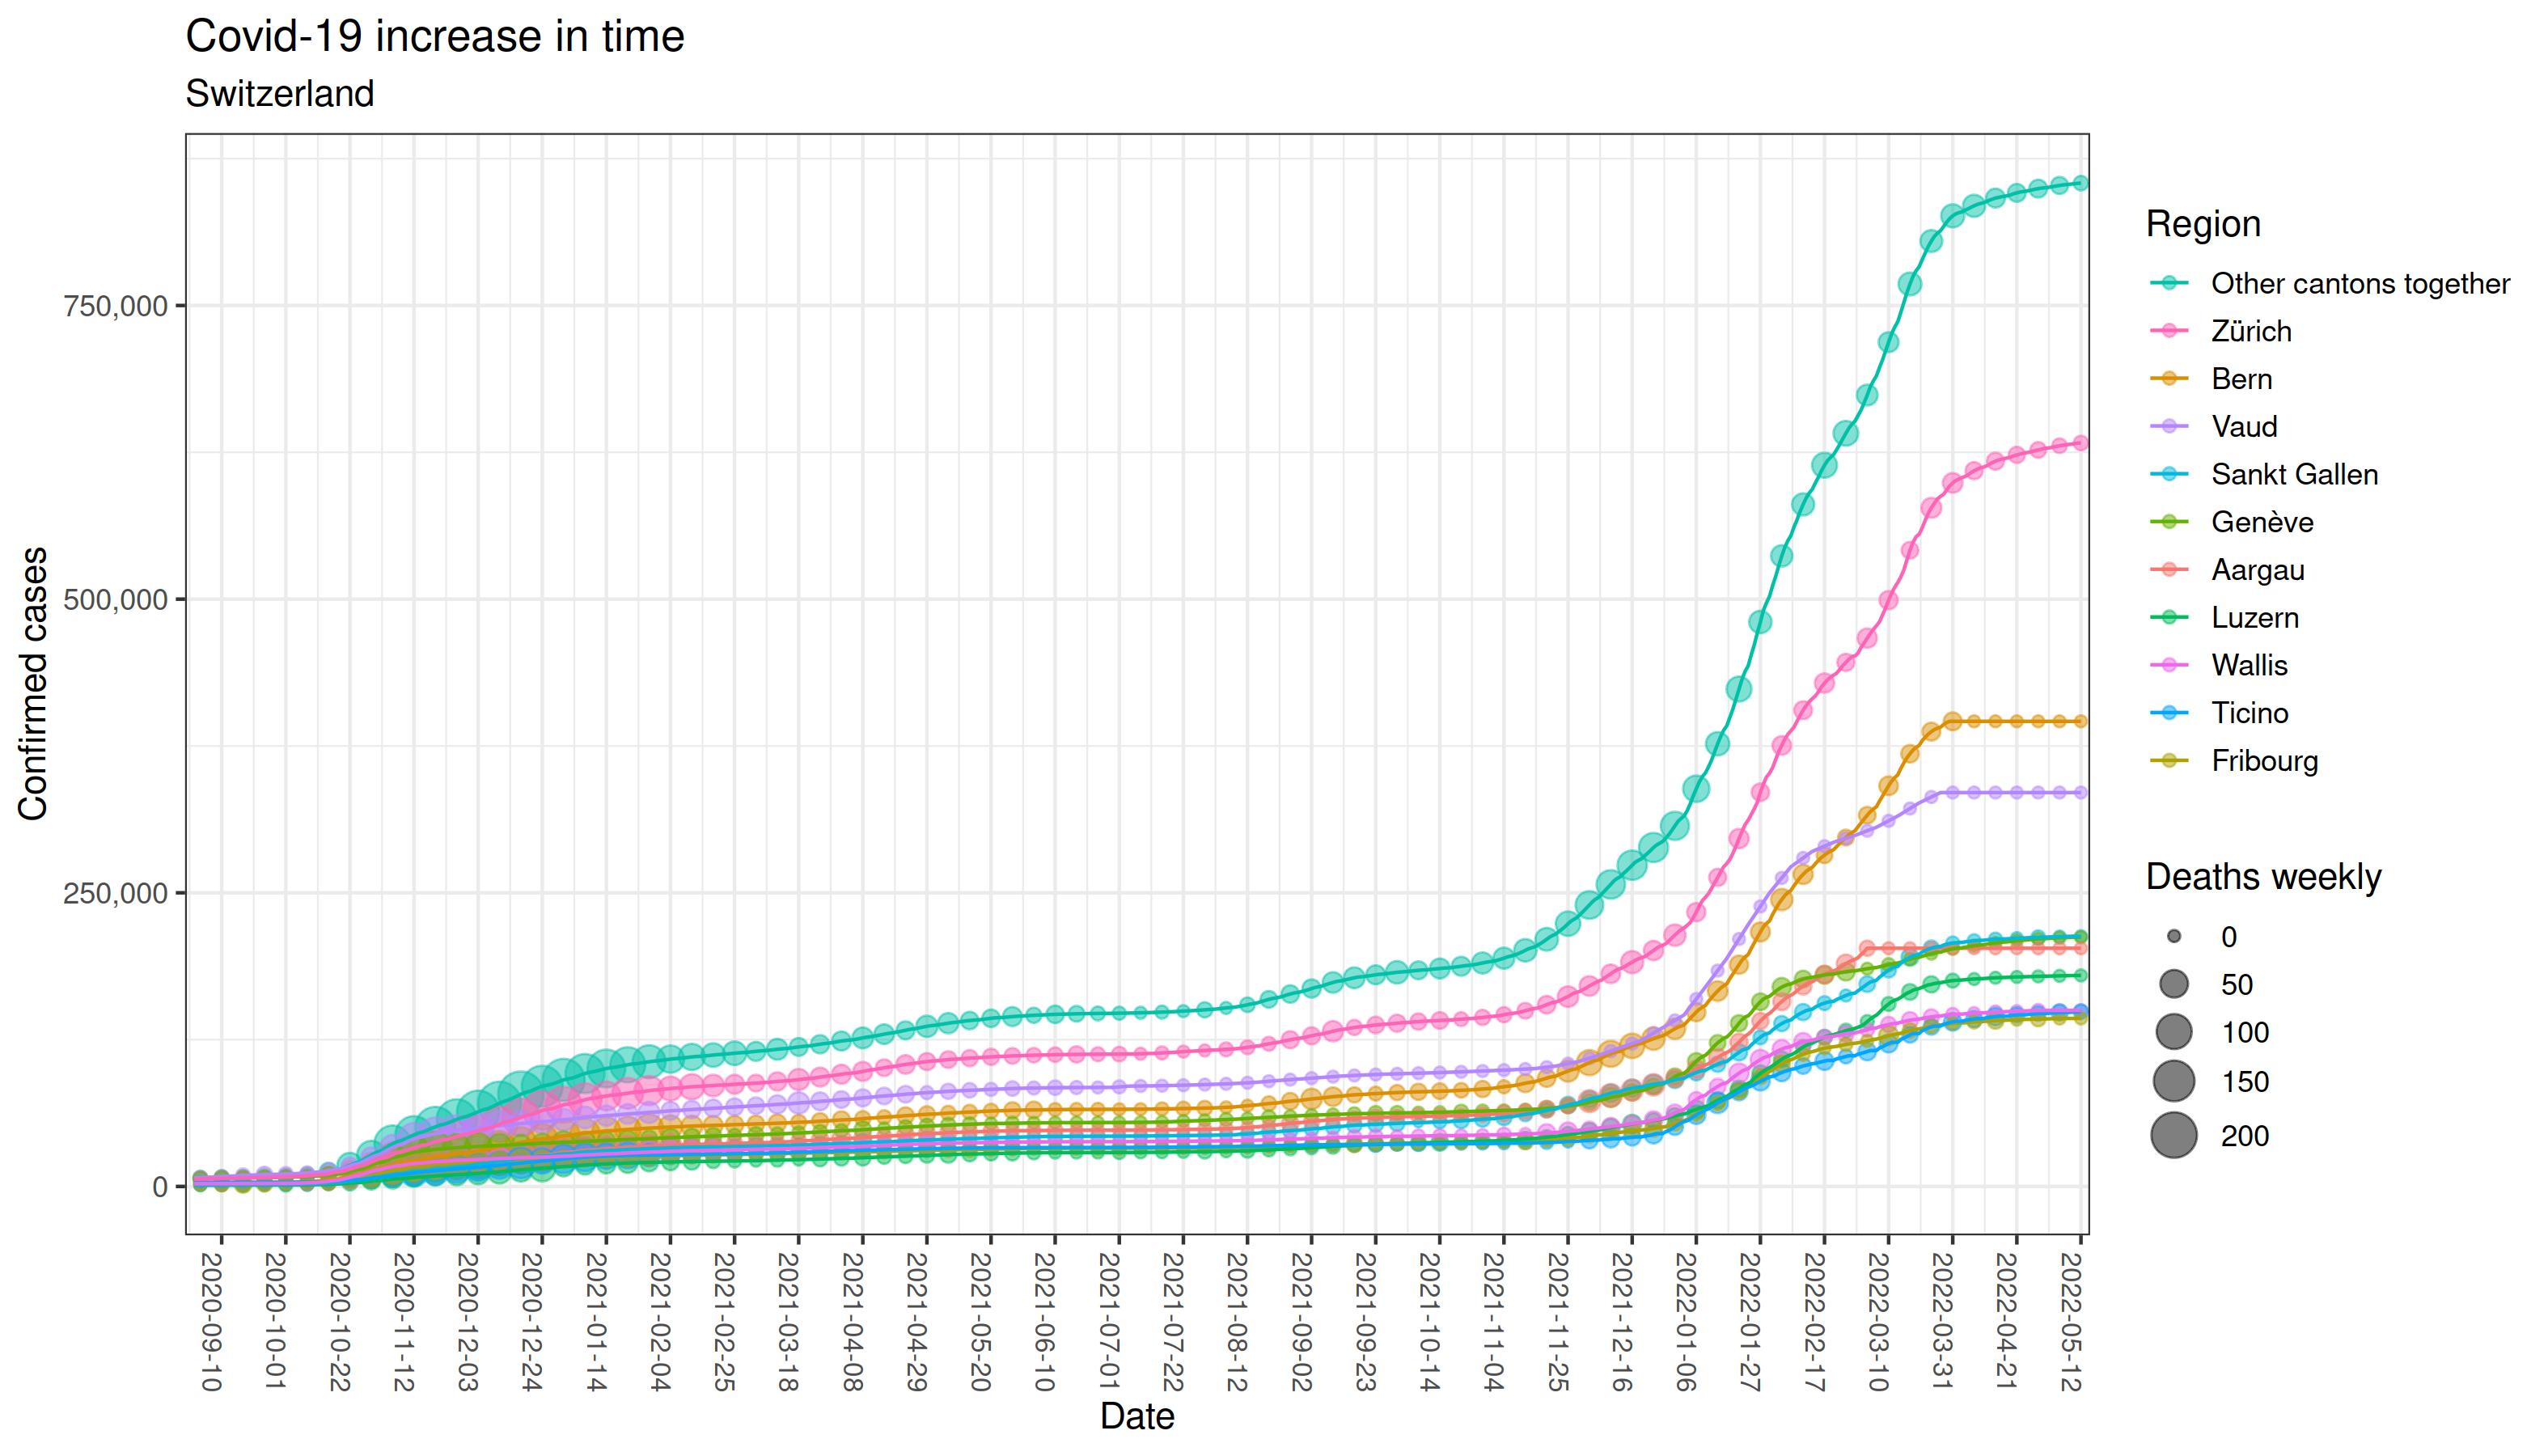 Covid-19 increase in time
Switzerland
Confirmed cases
750,000
500,000
250,000
0
2020-09-10
2020-10-01
2020-10-22
2020-11-12
2020-12-03
2020-12-24
2021-01-14
2021-02-04
2021-02-25
2021-03-18
2021-04-08
2021-04-29
2021-05-20
2021-06-10
2021-07-01
2021-07-22
2021-08-12
2021-09-02
2021-09-23
2021-10-14
2021-11-04
2021-11-25
2021-12-16
2022-01-06
2022-01-27
2022-02-17
2022-03-10
2022-03-31
2022-04-21
2022-05-12
Date
Region
Other cantons together
Zürich
Bern
Vaud
Sankt Gallen
Genève
Aargau
Luzern
Wallis
Ticino
Fribourg
Deaths weekly
0
50
100
150
200